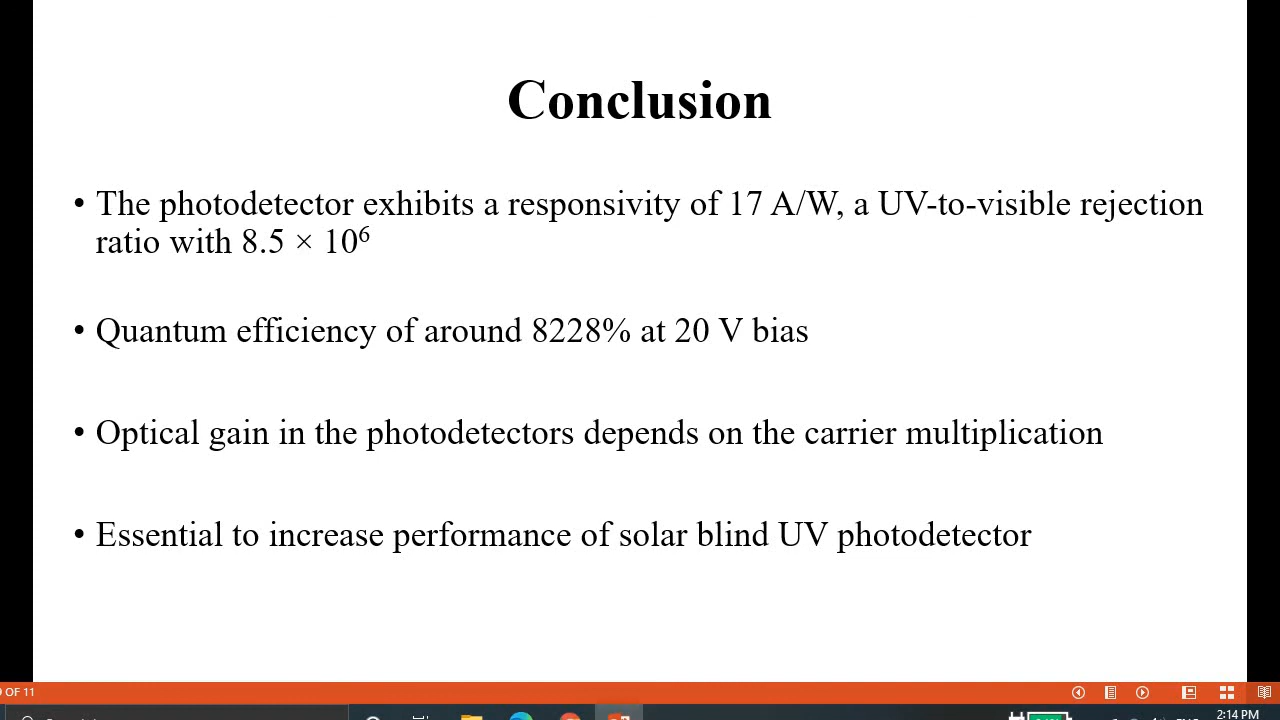 Conclusion
• The photodetector exhibits a responsivity of 17 A/W, a UV-to-visible rejection
ratio with 8.5 × 10⁶
• Quantum efficiency of around 8228% at 20 V bias
• Optical gain in the photodetectors depends on the carrier multiplication
• Essential to increase performance of solar blind UV photodetector
OF 11
2:14 PM